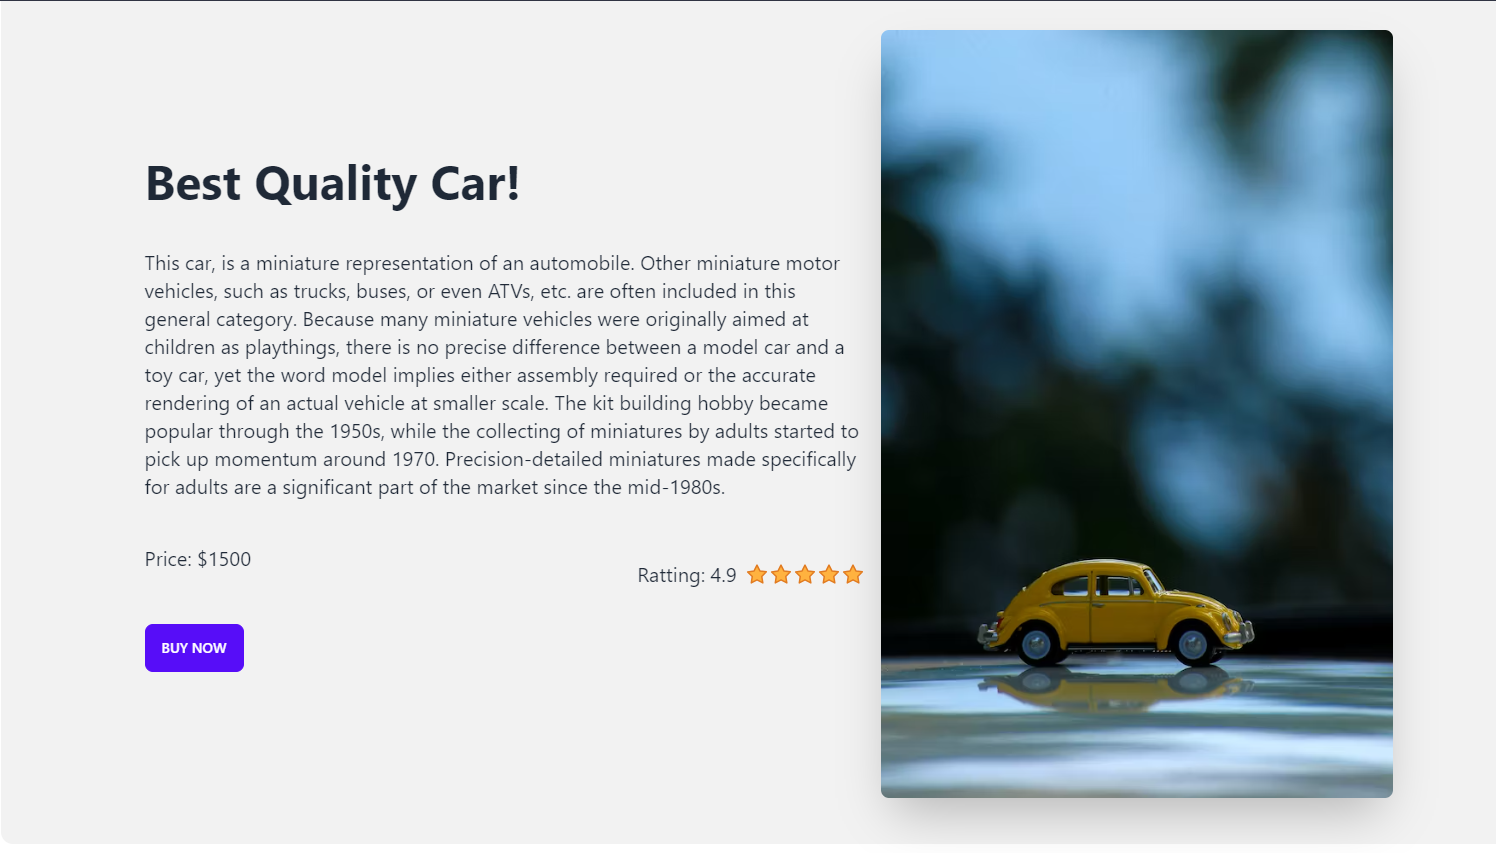 Best Quality Car!
This car, is a miniature representation of an automobile. Other miniature motor
vehicles, such as trucks, buses, or even ATVs, etc. are often included in this
general category. Because many miniature vehicles were originally aimed at
children as playthings, there is no precise difference between a model car and a
toy car, yet the word model implies either assembly required or the accurate
rendering of an actual vehicle at smaller scale. The kit building hobby became
popular through the 1950s, while the collecting of miniatures by adults started to
pick up momentum around 1970. Precision-detailed miniatures made specifically
for adults are a significant part of the market since the mid-1980s.
Price: $1500
Ratting: 4.9
BUY NOW